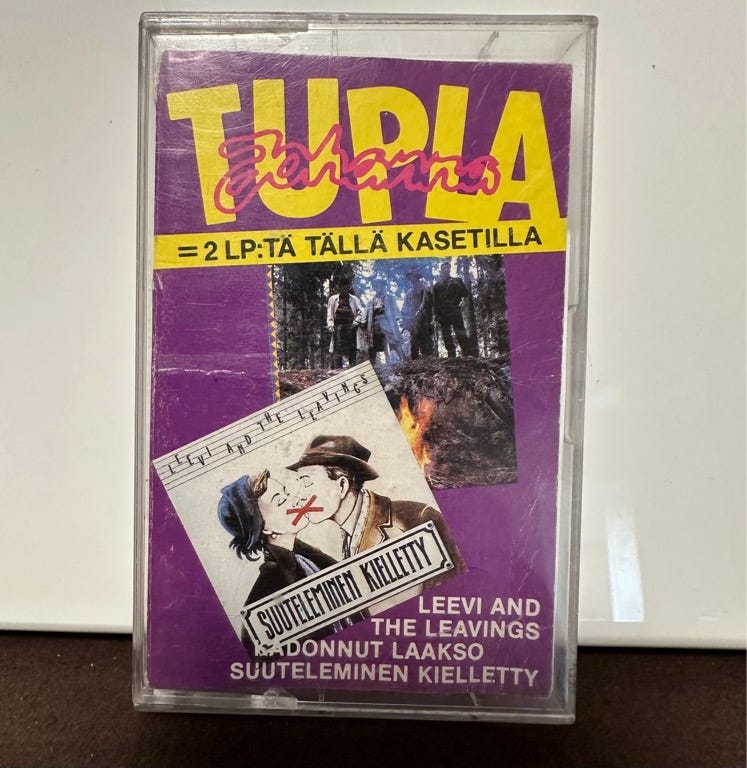 TUPLA
Johanna
= 2 LP:TÄ TÄLLÄ KASETILLA
LEEVI AND THE LEAVINGS
SUUTELEMINEN KIELLETTY
LEEVI AND
THE LEAVINGS
KADONNUT LAAKSO
SUUTELEMINEN KIELLETTY